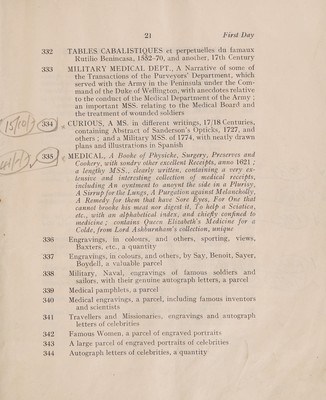 21 First Day
332 TABLES CABALISTIQUES et perpetuelles du famaux
Rutilio Benincasa, 1552-70, and another, 17th Century
333 MILITARY MEDICAL DEPT., A Narrative of some of
the Transactions of the Purveyors' Department, which
served with the Army in the Peninsula under the Com-
mand of the Duke of Wellington, with anecdotes relative
to the conduct of the Medical Department of the Army ;
an important MSS. relating to the Medical Board and
the treatment of wounded soldiers
15/10/-
334 CURIOUS, A MS. in different writings, 17/18 Centuries,
containing Abstract of Sanderson's Opticks, 1727, and
others ; and a Military MSS. of 1774, with neatly drawn
plans and illustrations in Spanish
335 MEDICAL, A Booke of Physicke, Surgery, Preserves and
Cookery, with sondry other excellent Receipts, anno 1621 ;
a lengthy MSS., clearly written, containing a very ex-
tensive and interesting collection of medical receipts,
including An oyntment to anoynt the side in a Plurisy,
A Sirrup for the Lungs, A Purgation against Melancholly,
A Remedy for them that have Sore Eyes, For One that
cannot brooke his meat nor digest it, To help a Sciatica,
etc., with an alphabetical index, and chiefly confined to
medicine ; contains Queen Elizabeth's Medicine for a
Colde, from Lord Ashburnham's collection, unique
336 Engravings, in colours, and others, sporting, views,
Baxters, etc., a quantity
337 Engravings, in colours, and others, by Say, Benoit, Sayer,
Boydell, a valuable parcel
338 Military, Naval, engravings of famous soldiers and
sailors, with their genuine autograph letters, a parcel
339 Medical pamphlets, a parcel
340 Medical engravings, a parcel, including famous inventors
and scientists
341 Travellers and Missionaries, engravings and autograph
letters of celebrities
342 Famous Women, a parcel of engraved portraits
343 A large parcel of engraved portraits of celebrities
344 Autograph letters of celebrities, a quantity